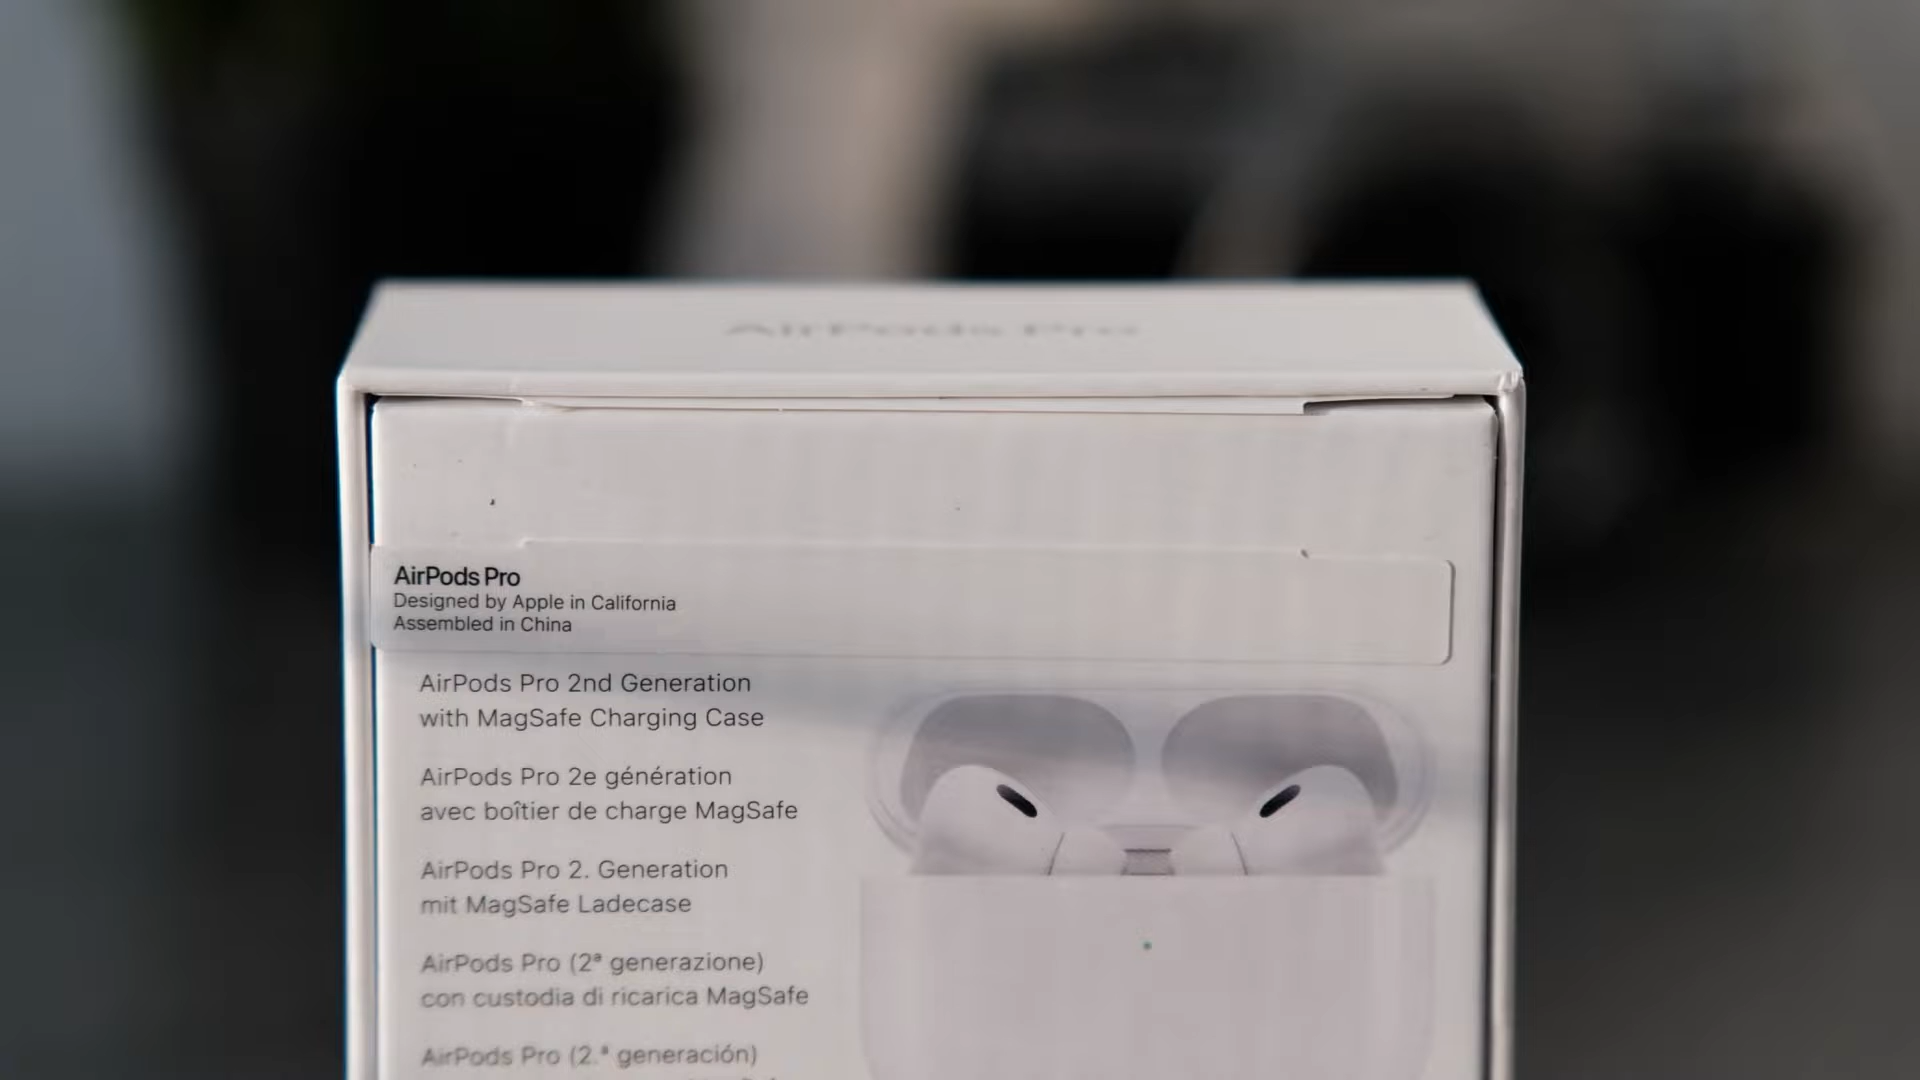 AirPods Pro
AirPods Pro
Designed by Apple in California
Assembled in China
AirPods Pro 2nd Generation
with MagSafe Charging Case
AirPods Pro 2e génération
avec boîtier de charge MagSafe
AirPods Pro 2. Generation
mit MagSafe Ladecase
AirPods Pro (2ª generazione)
con custodia di ricarica MagSafe
AirPods Pro (2.ª generación)